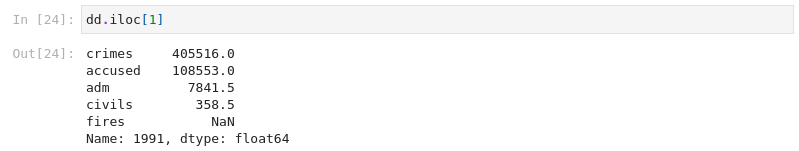 In [24]: dd.iloc[1]
Out[24]: crimes     405516.0
accused    108553.0
adm          7841.5
civils        358.5
fires           NaN
Name: 1991, dtype: float64